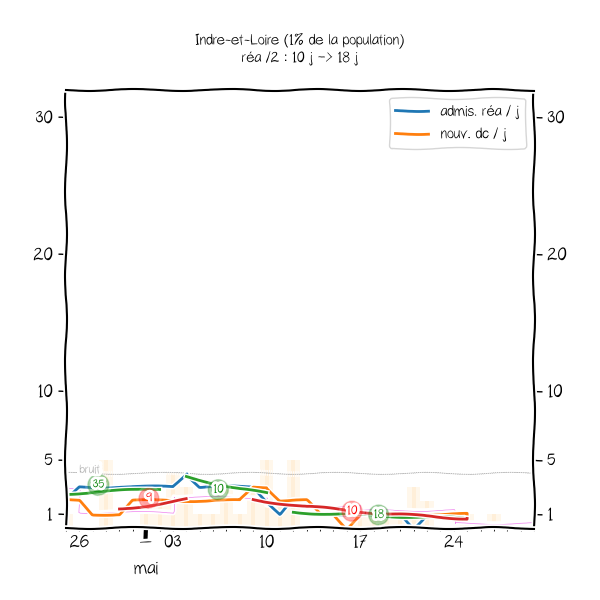 Indre-et-Loire (1% de la population)
réa /2 : 10 j -> 18 j
admis. réa / j
nouv. dc / j
30 30
20 20
10 10
5 5
1 1
bruit
35 9 10 10 18
26 1 03 10 17 24
mai